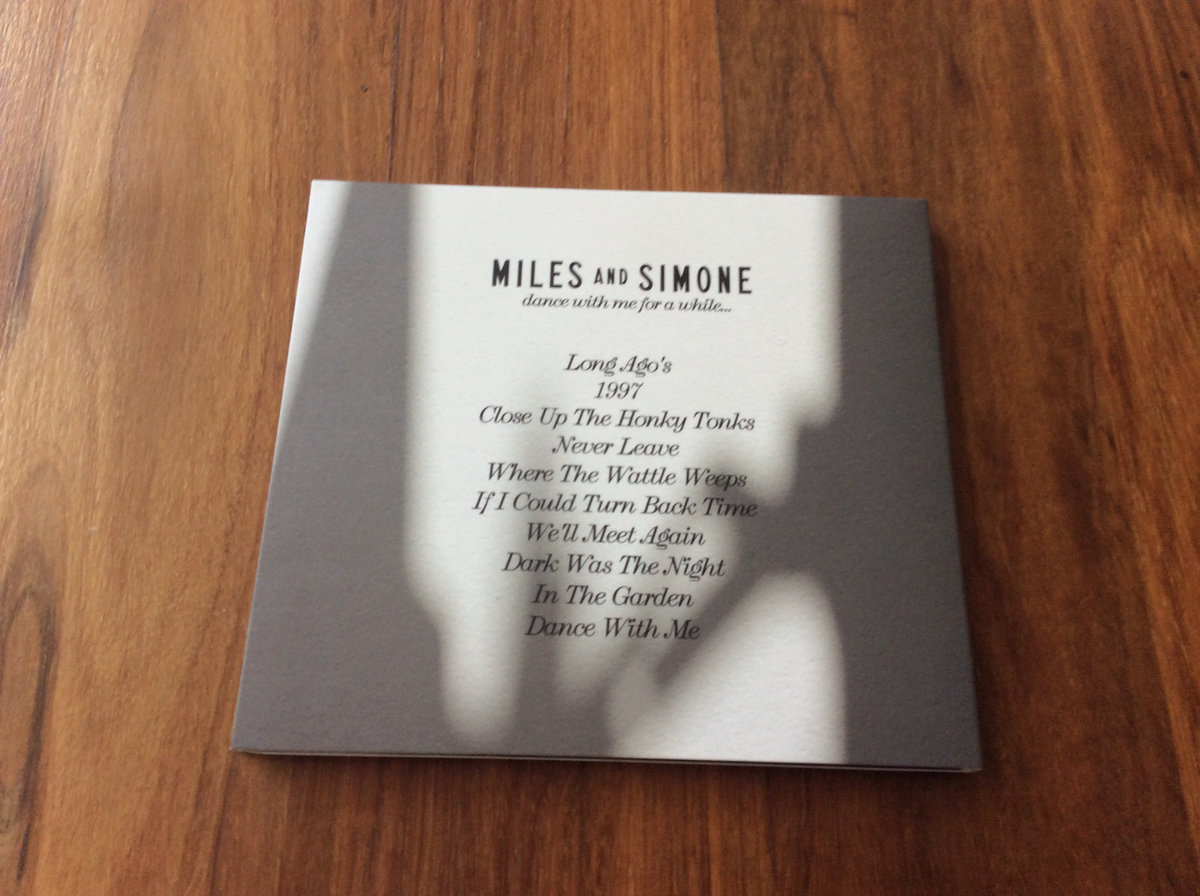 MILES AND SIMONE
dance with me for a while...
Long Ago's
1997
Close Up The Honky Tonks
Never Leave
Where The Wattle Weeps
If I Could Turn Back Time
We'll Meet Again
Dark Was The Night
In The Garden
Dance With Me